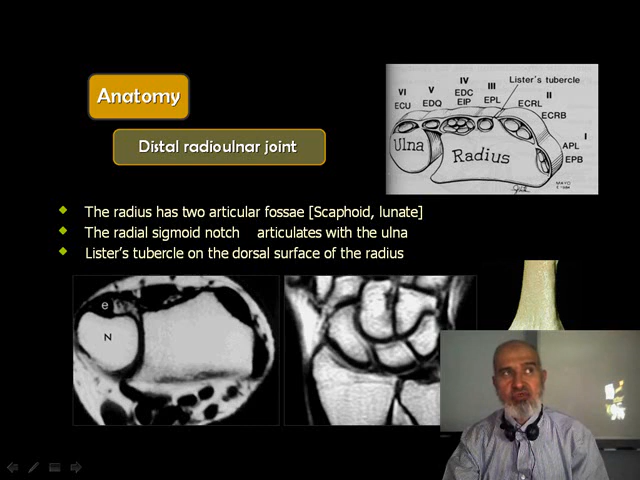 Anatomy
Distal radioulnar joint
Lister's tubercle
VI V IV III II
ECU EDQ EDC EIP EPL ECRL
ECRB
I
APL
EPB
Ulna Radius
MAYO
The radius has two articular fossae [Scaphoid, lunate]
The radial sigmoid notch articulates with the ulna
Lister's tubercle on the dorsal surface of the radius
e
N